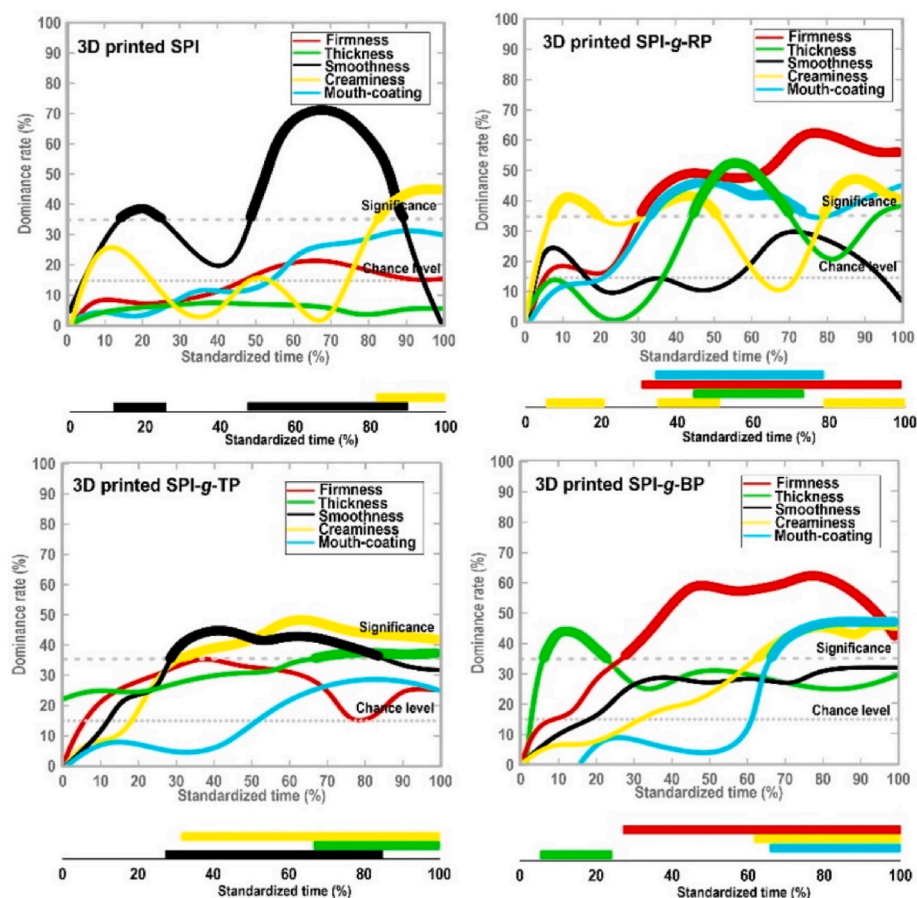 3D printed SPI
Firmness
Thickness
Smoothness
Creaminess
Mouth-coating
Dominance rate (%)
100
90
80
70
60
50
40
30
20
10
0
Significance
Chance level
0 10 20 30 40 50 60 70 80 90 100
Standardized time (%)
0 20 40 60 80 100
Standardized time (%)
3D printed SPI-g-RP
Firmness
Thickness
Smoothness
Creaminess
Mouth-coating
Dominance rate (%)
100
90
80
70
60
50
40
30
20
10
0
Significance
Chance level
0 10 20 30 40 50 60 70 80 90 100
Standardized time (%)
0 20 40 60 80 100
Standardized time (%)
3D printed SPI-g-TP
Firmness
Thickness
Smoothness
Creaminess
Mouth-coating
Dominance rate (%)
100
90
80
70
60
50
40
30
20
10
0
Significance
Chance level
0 10 20 30 40 50 60 70 80 90 100
Standardized time (%)
0 20 40 60 80 100
Standardized time (%)
3D printed SPI-g-BP
Firmness
Thickness
Smoothness
Creaminess
Mouth-coating
Dominance rate (%)
100
90
80
70
60
50
40
30
20
10
0
Significance
Chance level
0 10 20 30 40 50 60 70 80 90 100
Standardized time (%)
0 20 40 60 80 100
Standardized time (%)